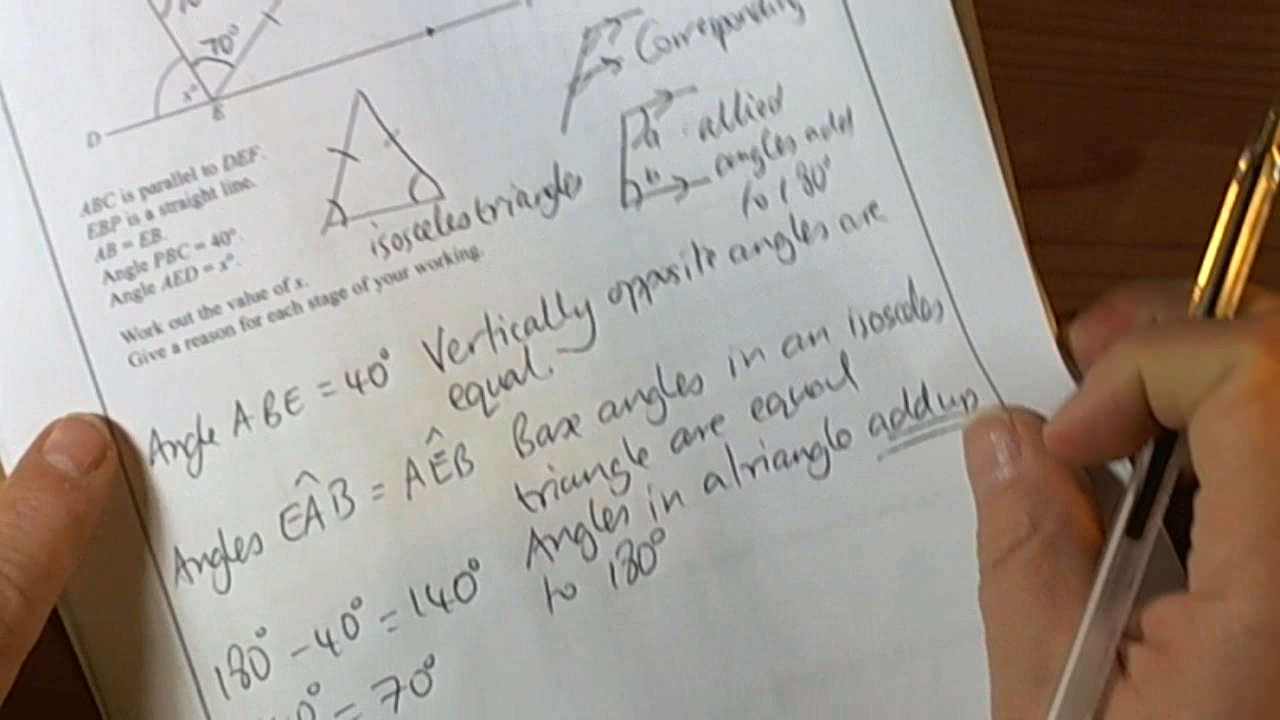 70°
x°
D
E
Corresponding
a
b
allied
angles add
to 180°
ABC is parallel to DEF.
EBP is a straight line.
AB = EB.
Angle PBC = 40°.
Angle AED = x°.
isosceles triangles
Work out the value of x.
Give a reason for each stage of your working.
Angle ABE = 40° Vertically opposite angles are
equal.
Angles EÂB = AÊB Base angles in an isosceles
triangle are equal
180° - 40° = 140° Angles in a triangle add up
to 180°
= 70°